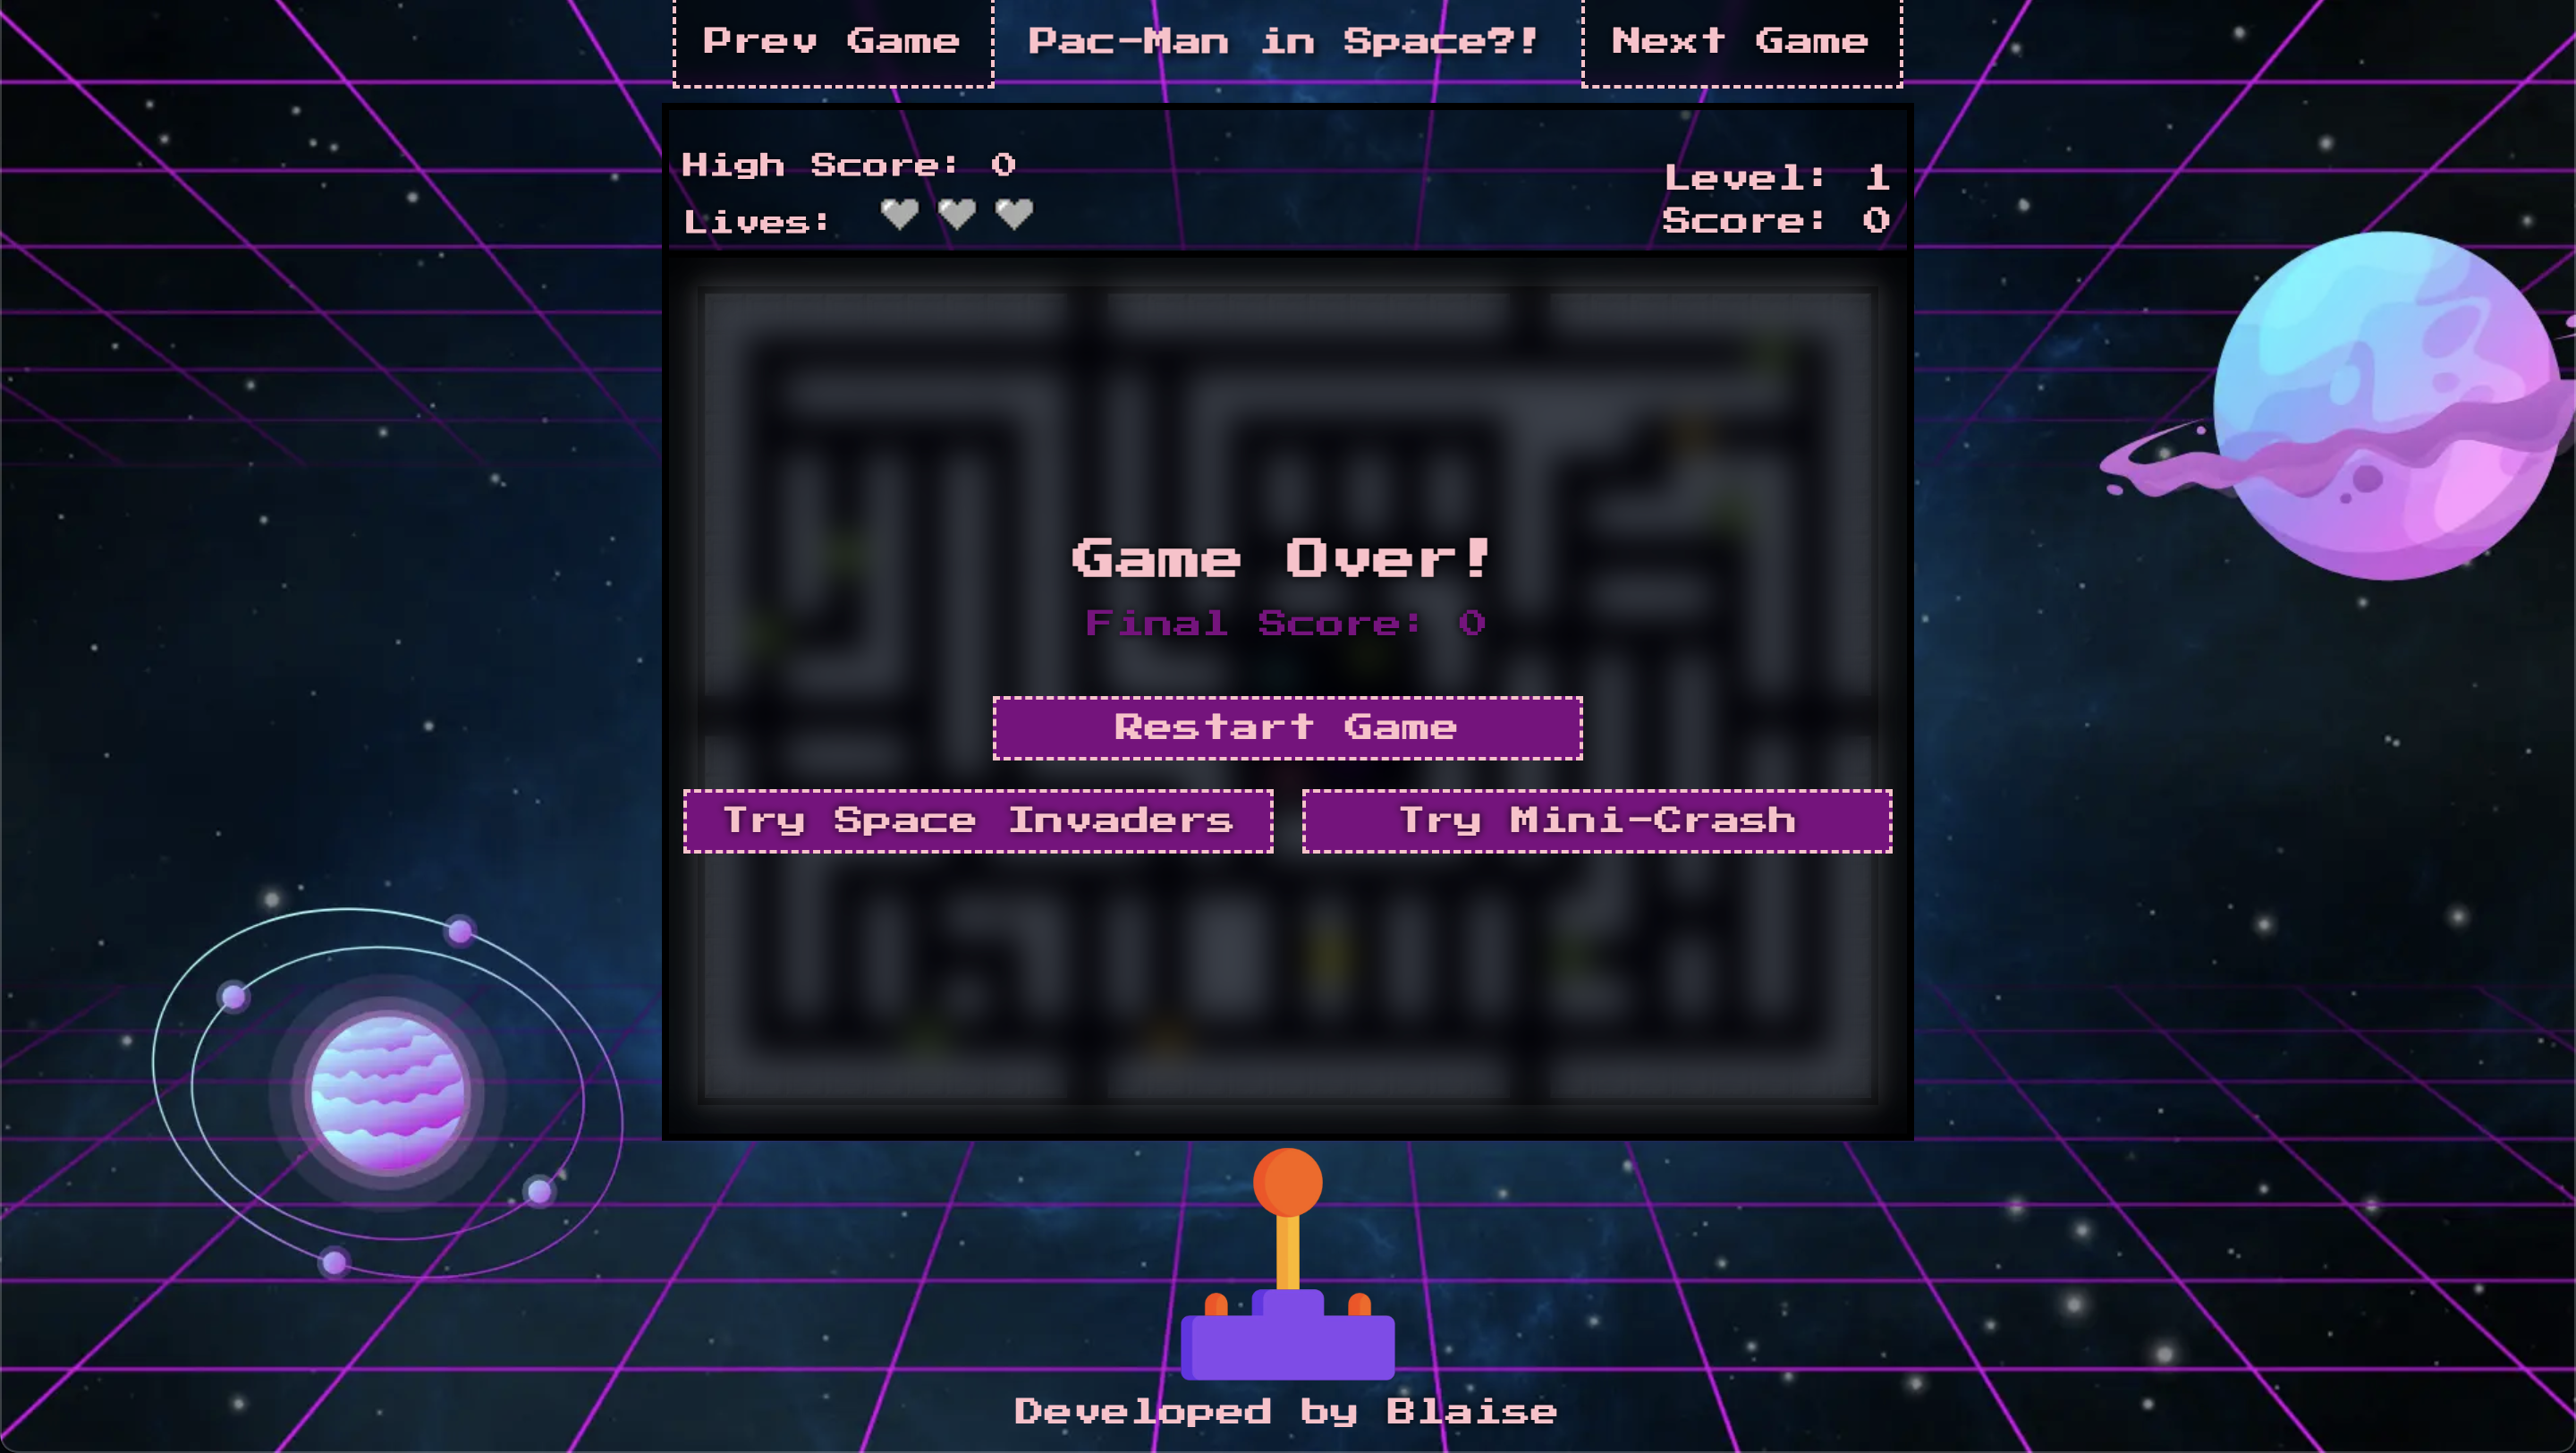 Prev Game
Pac-Man in Space?!
Next Game
High Score: 0
Level: 1
Lives:
Score: 0
Game Over!
Final Score: 0
Restart Game
Try Space Invaders
Try Mini-Crash
Developed by Blaise